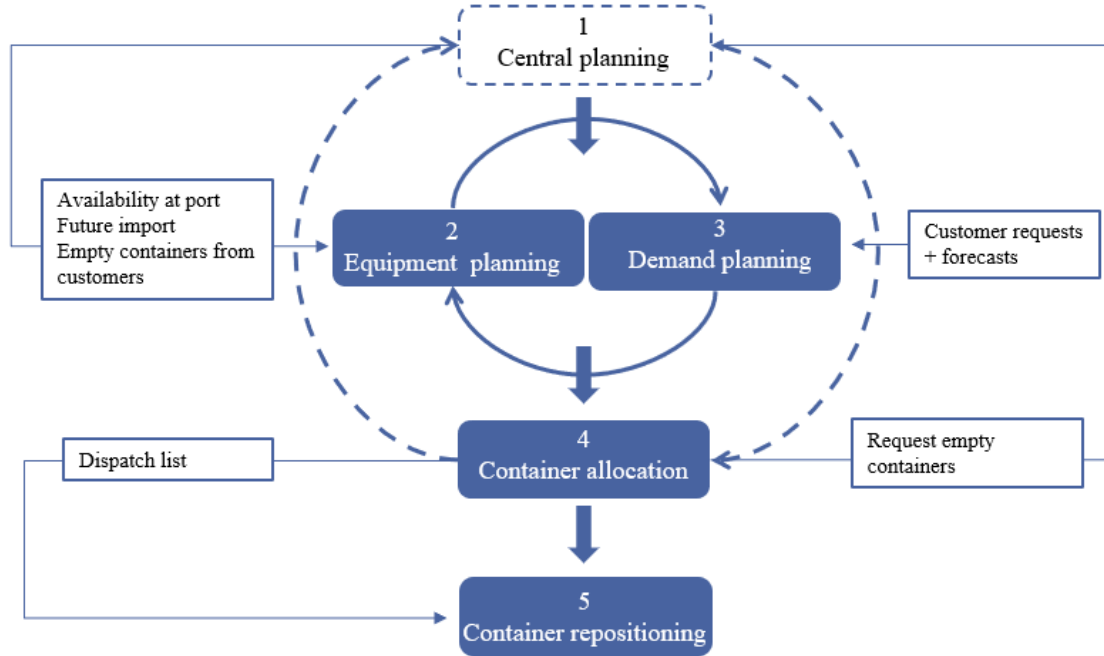 1
Central planning
Availability at port
Future import
Empty containers from
customers
2
Equipment planning
3
Demand planning
Customer requests
+ forecasts
Dispatch list
4
Container allocation
Request empty
containers
5
Container repositioning